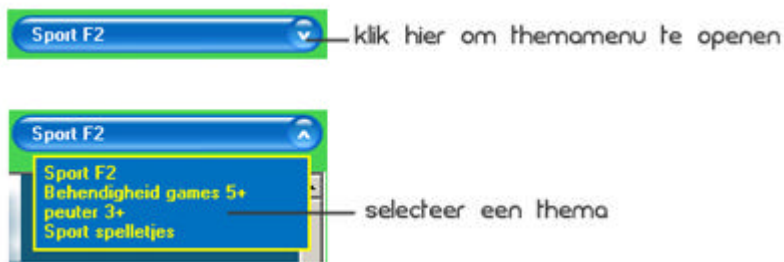 Sport F2
klik hier om themamenu te openen
Sport F2
Sport F2
Behendigheid games 5+
peuter 3+
Sport spelletjes
selecteer een thema